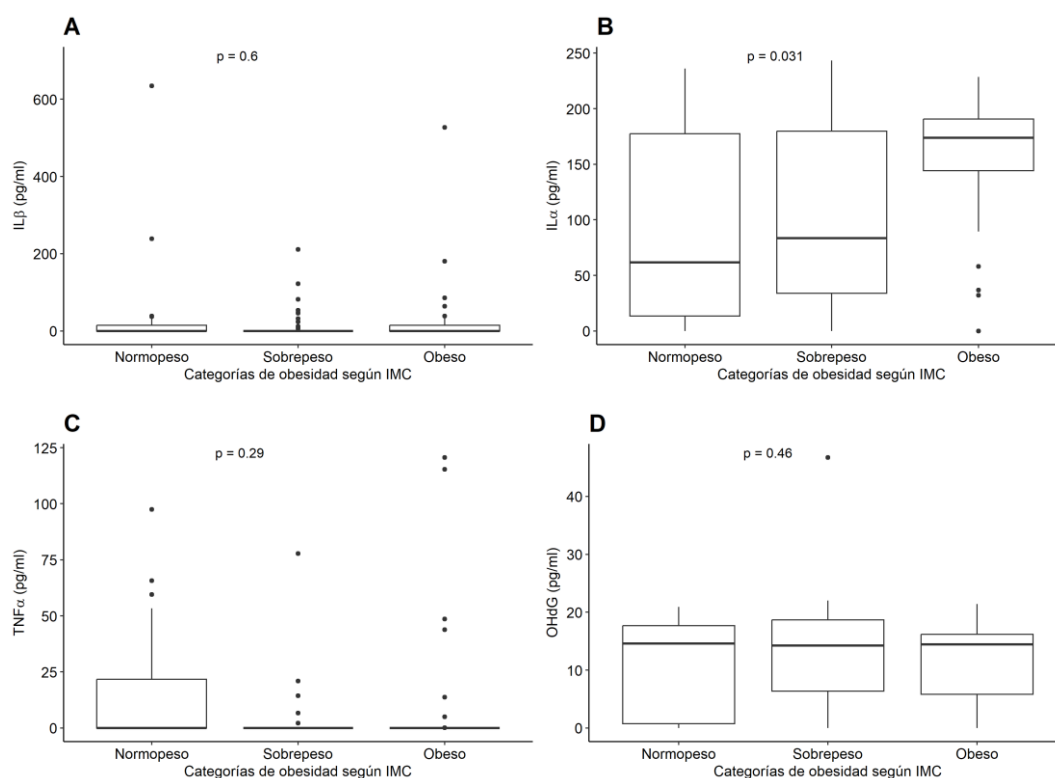 A
p = 0.6
ILβ (pg/ml)
600
400
200
0
Normopeso Sobrepeso Obeso
Categorías de obesidad según IMC
B
p = 0.031
ILα (pg/ml)
250
200
150
100
50
0
Normopeso Sobrepeso Obeso
Categorías de obesidad según IMC
C
p = 0.29
TNFα (pg/ml)
125
100
75
50
25
0
Normopeso Sobrepeso Obeso
Categorías de obesidad según IMC
D
p = 0.46
OHdG (pg/ml)
40
30
20
10
0
Normopeso Sobrepeso Obeso
Categorías de obesidad según IMC